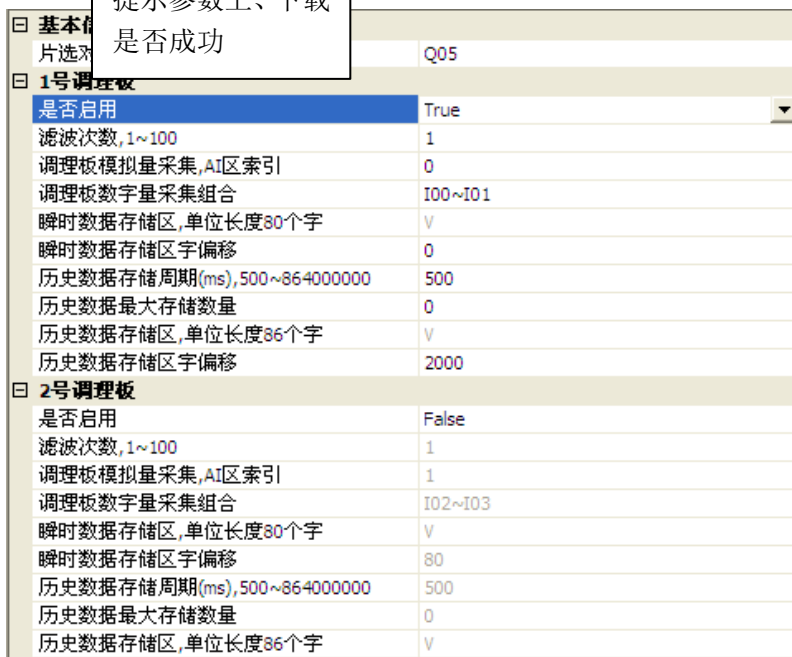 提示参数上、下载
是否成功
基本信
片选对 Q05
1号调理板
是否启用 True
滤波次数,1~100 1
调理板模拟量采集,AI区索引 0
调理板数字量采集组合 I00~I01
瞬时数据存储区,单位长度80个字 V
瞬时数据存储区字偏移 0
历史数据存储周期(ms),500~864000000 500
历史数据最大存储数量 0
历史数据存储区,单位长度86个字 V
历史数据存储区字偏移 2000
2号调理板
是否启用 False
滤波次数,1~100 1
调理板模拟量采集,AI区索引 1
调理板数字量采集组合 I02~I03
瞬时数据存储区,单位长度80个字 V
瞬时数据存储区字偏移 80
历史数据存储周期(ms),500~864000000 500
历史数据最大存储数量 0
历史数据存储区,单位长度86个字 V